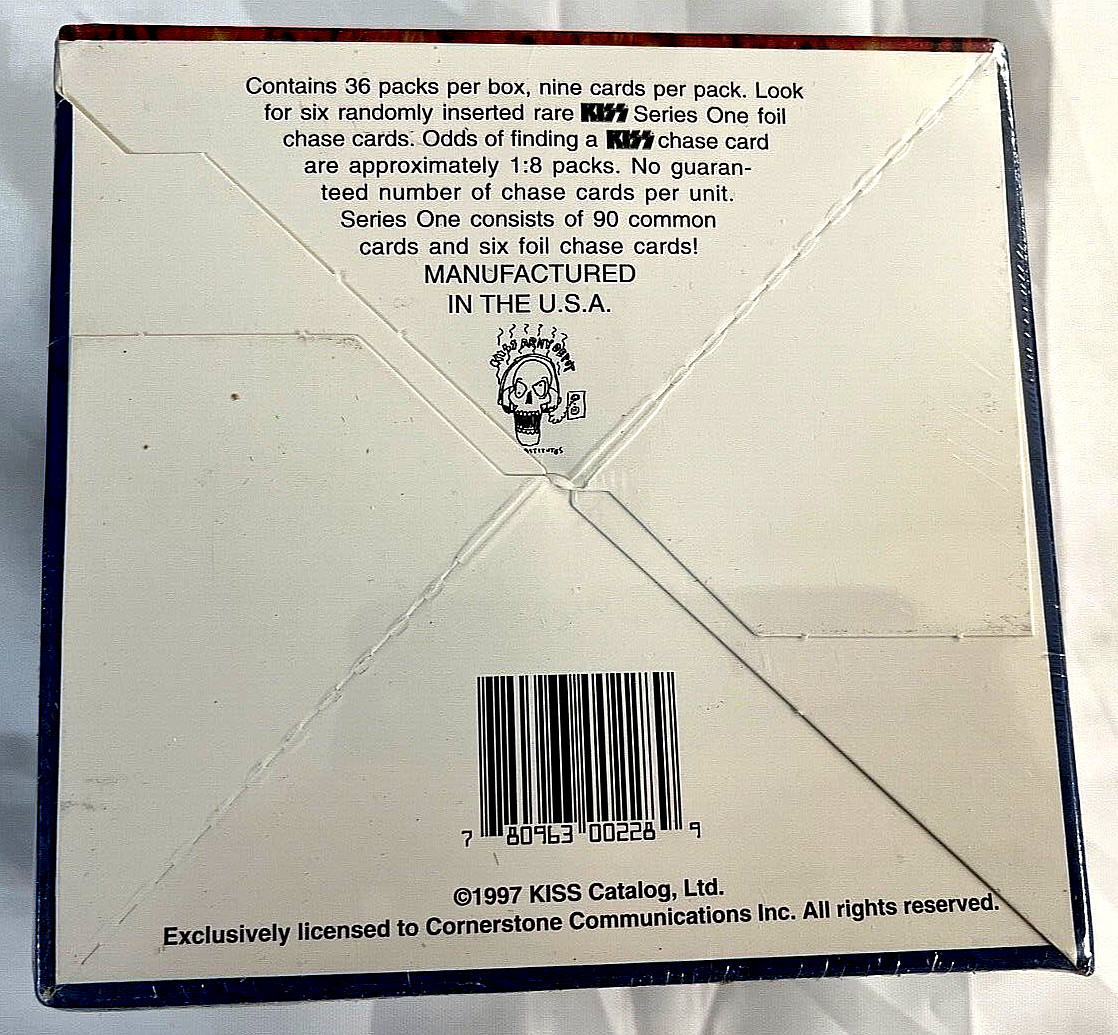 Contains 36 packs per box, nine cards per pack. Look
for six randomly inserted rare KISS Series One foil
chase cards. Odds of finding a KISS chase card
are approximately 1:8 packs. No guaran-
teed number of chase cards per unit.
Series One consists of 90 common
cards and six foil chase cards!
MANUFACTURED
IN THE U.S.A.
7 80963 00228 9
©1997 KISS Catalog, Ltd.
Exclusively licensed to Cornerstone Communications Inc. All rights reserved.